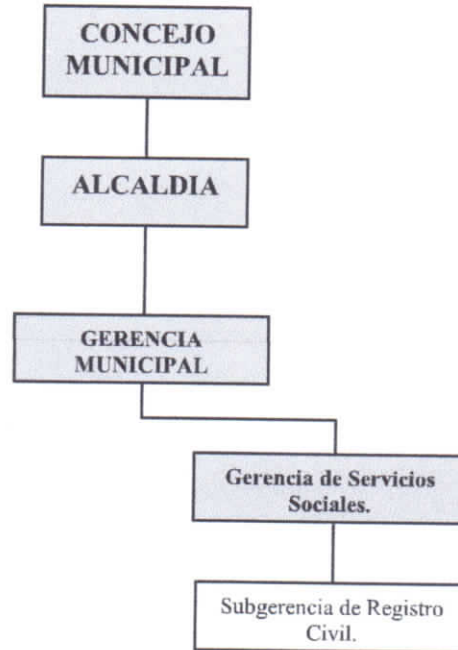 CONCEJO
MUNICIPAL
ALCALDIA
GERENCIA
MUNICIPAL
Gerencia de Servicios
Sociales.
Subgerencia de Registro
Civil.